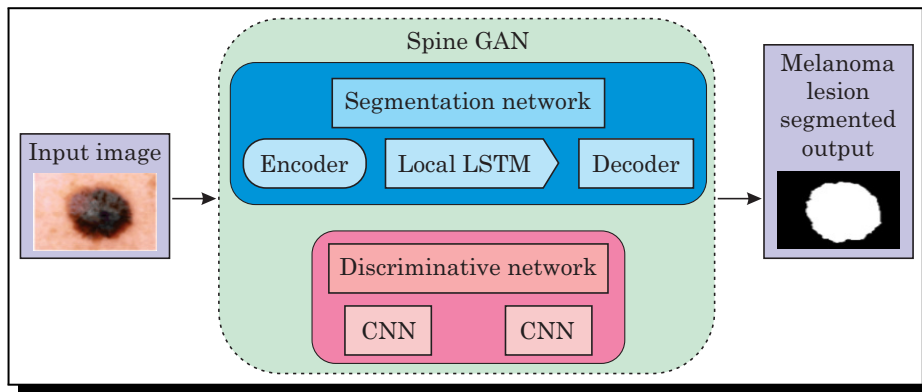 Spine GAN
Segmentation network
Encoder
Local LSTM
Decoder
Discriminative network
CNN
CNN
Input image
Melanoma
lesion
segmented
output